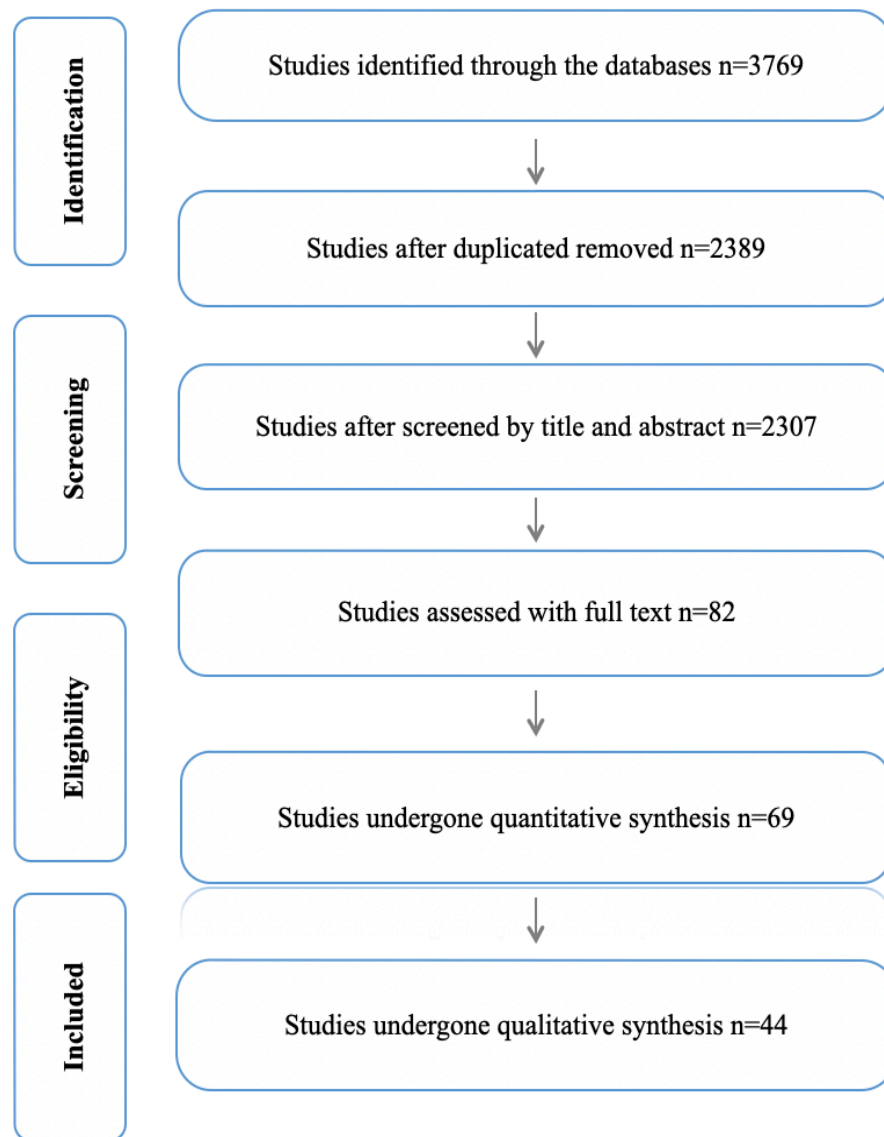 Identification
Studies identified through the databases n=3769
Studies after duplicated removed n=2389
Screening
Studies after screened by title and abstract n=2307
Studies assessed with full text n=82
Eligibility
Studies undergone quantitative synthesis n=69
Included
Studies undergone qualitative synthesis n=44